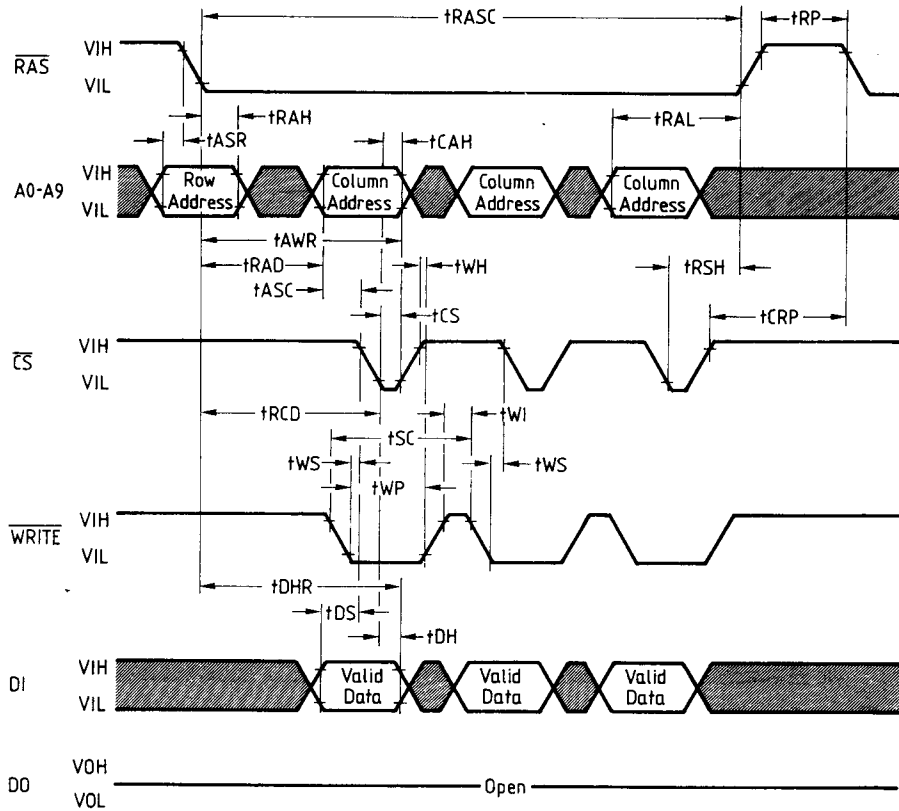 tRASC
tRP
RAS
VIH
VIL
tRAH
tASR
tCAH
tRAL
A0-A9
VIH
VIL
Row
Address
Column
Address
Column
Address
Column
Address
tAWR
tRAD
tASC
tWH
tRSH
tCS
tCRP
CS
VIH
VIL
tRCD
tWI
tSC
tWS
tWS
tWP
WRITE
VIH
VIL
tDHR
tDS
tDH
DI
VIH
VIL
Valid
Data
Valid
Data
Valid
Data
DO
VOH
VOL
Open